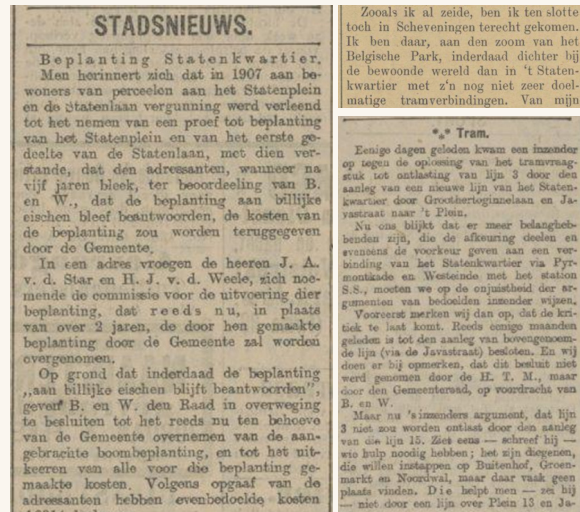 STADSNIEUWS.
Beplanting Statenkwartier.
Men herinnert zich dat in 1907 aan be-
woners van perceelen aan het Statenplein
en de Statenlaan vergunning werd verleend
tot het nemen van een proef tot beplanting
van het Statenplein en van het eerste ge-
deelte van de Statenlaan, met dien ver-
stande, dat den adressanten, wanneer na
vijf jaren bleek, ter beoordeeling van B.
en W., dat de beplanting aan billijke
eischen bleef beantwoorden, de kosten van
de beplanting zou worden teruggegeven
door de Gemeente.
In een adres vroegen de heeren J. A.
v. d. Star en H. J. v. d. Weele, zich noe-
mende de commissie voor de uitvoering dier
beplanting, dat reeds nu, in plaats
van over 2 jaren, de door hen gemaakte
beplanting door de Gemeente zal worden
overgenomen.
Op grond dat inderdaad de beplanting
„aan billijke eischen blijft beantwoorden",
geven B. en W. den Raad in overweging
te besluiten tot het reeds nu ten behoeve
van de Gemeente overnemen van de aan-
gebrachte boombeplanting, en tot het uit-
keeren van alle voor die beplanting ge-
maakte kosten. Volgens opgaaf van de
adressanten hebben evenbedoelde kosten
Zooals ik al zeide, ben ik ten slotte
toch in Scheveningen terecht gekomen.
Ik ben daar, aan den zoom van het
Belgische Park, inderdaad dichter bij
de bewoonde wereld dan in 't Staten-
kwartier met z'n nog niet zeer doel-
matige tramverbindingen. Van mijn
*** Tram.
Eenige dagen geleden kwam een inzender
op tegen de oplossing van het tramvraag-
stuk tot ontlasting van lijn 3 door den
aanleg van een nieuwe lijn van het Staten-
kwartier door Groothertoginnelaan en Ja-
vastraat naar 't Plein.
Nu ons blijkt dat er meer belangheb-
benden zijn, die de afkeuring deelen en
eveneens de voorkeur geven aan een ver-
binding van het Statenkwartier via Pyr-
montkade en Westeinde met het station
S.S., moeten we op de onjuistheid der ar-
gumenten van bedoelden inzender wijzen.
Vooreerst merken wij dan op, dat de kri-
tiek te laat komt. Reeds eenige maanden
geleden is tot den aanleg van bovengenoem-
de lijn (via de Javastraat) besloten. En wij
doen er bij opmerken, dat dit besluit niet
werd genomen door de H. T. M., maar
door den Gemeenteraad, op voordracht van
B. en W.
Maar nu 's inzenders argument, dat lijn
3 niet zou worden ontlast door den aanleg
van die lijn 15. Ziet eens — schreef hij —
wie hulp noodig hebben; het zijn diegenen,
die willen instappen op Buitenhof, Groen-
markt en Noordwal, maar daar vaak geen
plaats vinden. Die helpt men — zei hij
— niet door een lijn over Plein 13 en Ja-